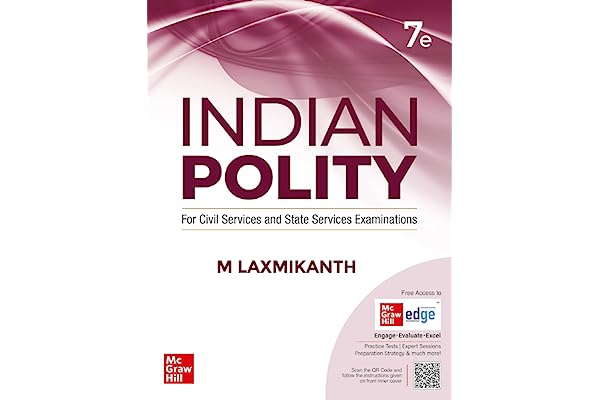 7e
INDIAN
POLITY
For Civil Services and State Services Examinations
M LAXMIKANTH
Free Access to
Mc
Graw
Hill
edge
Engage•Evaluate•Excel
Practice Tests | Expert Sessions
Preparation Strategy & much more!
Scan the QR Code and
follow the instructions given
on front inner cover
Mc
Graw
Hill